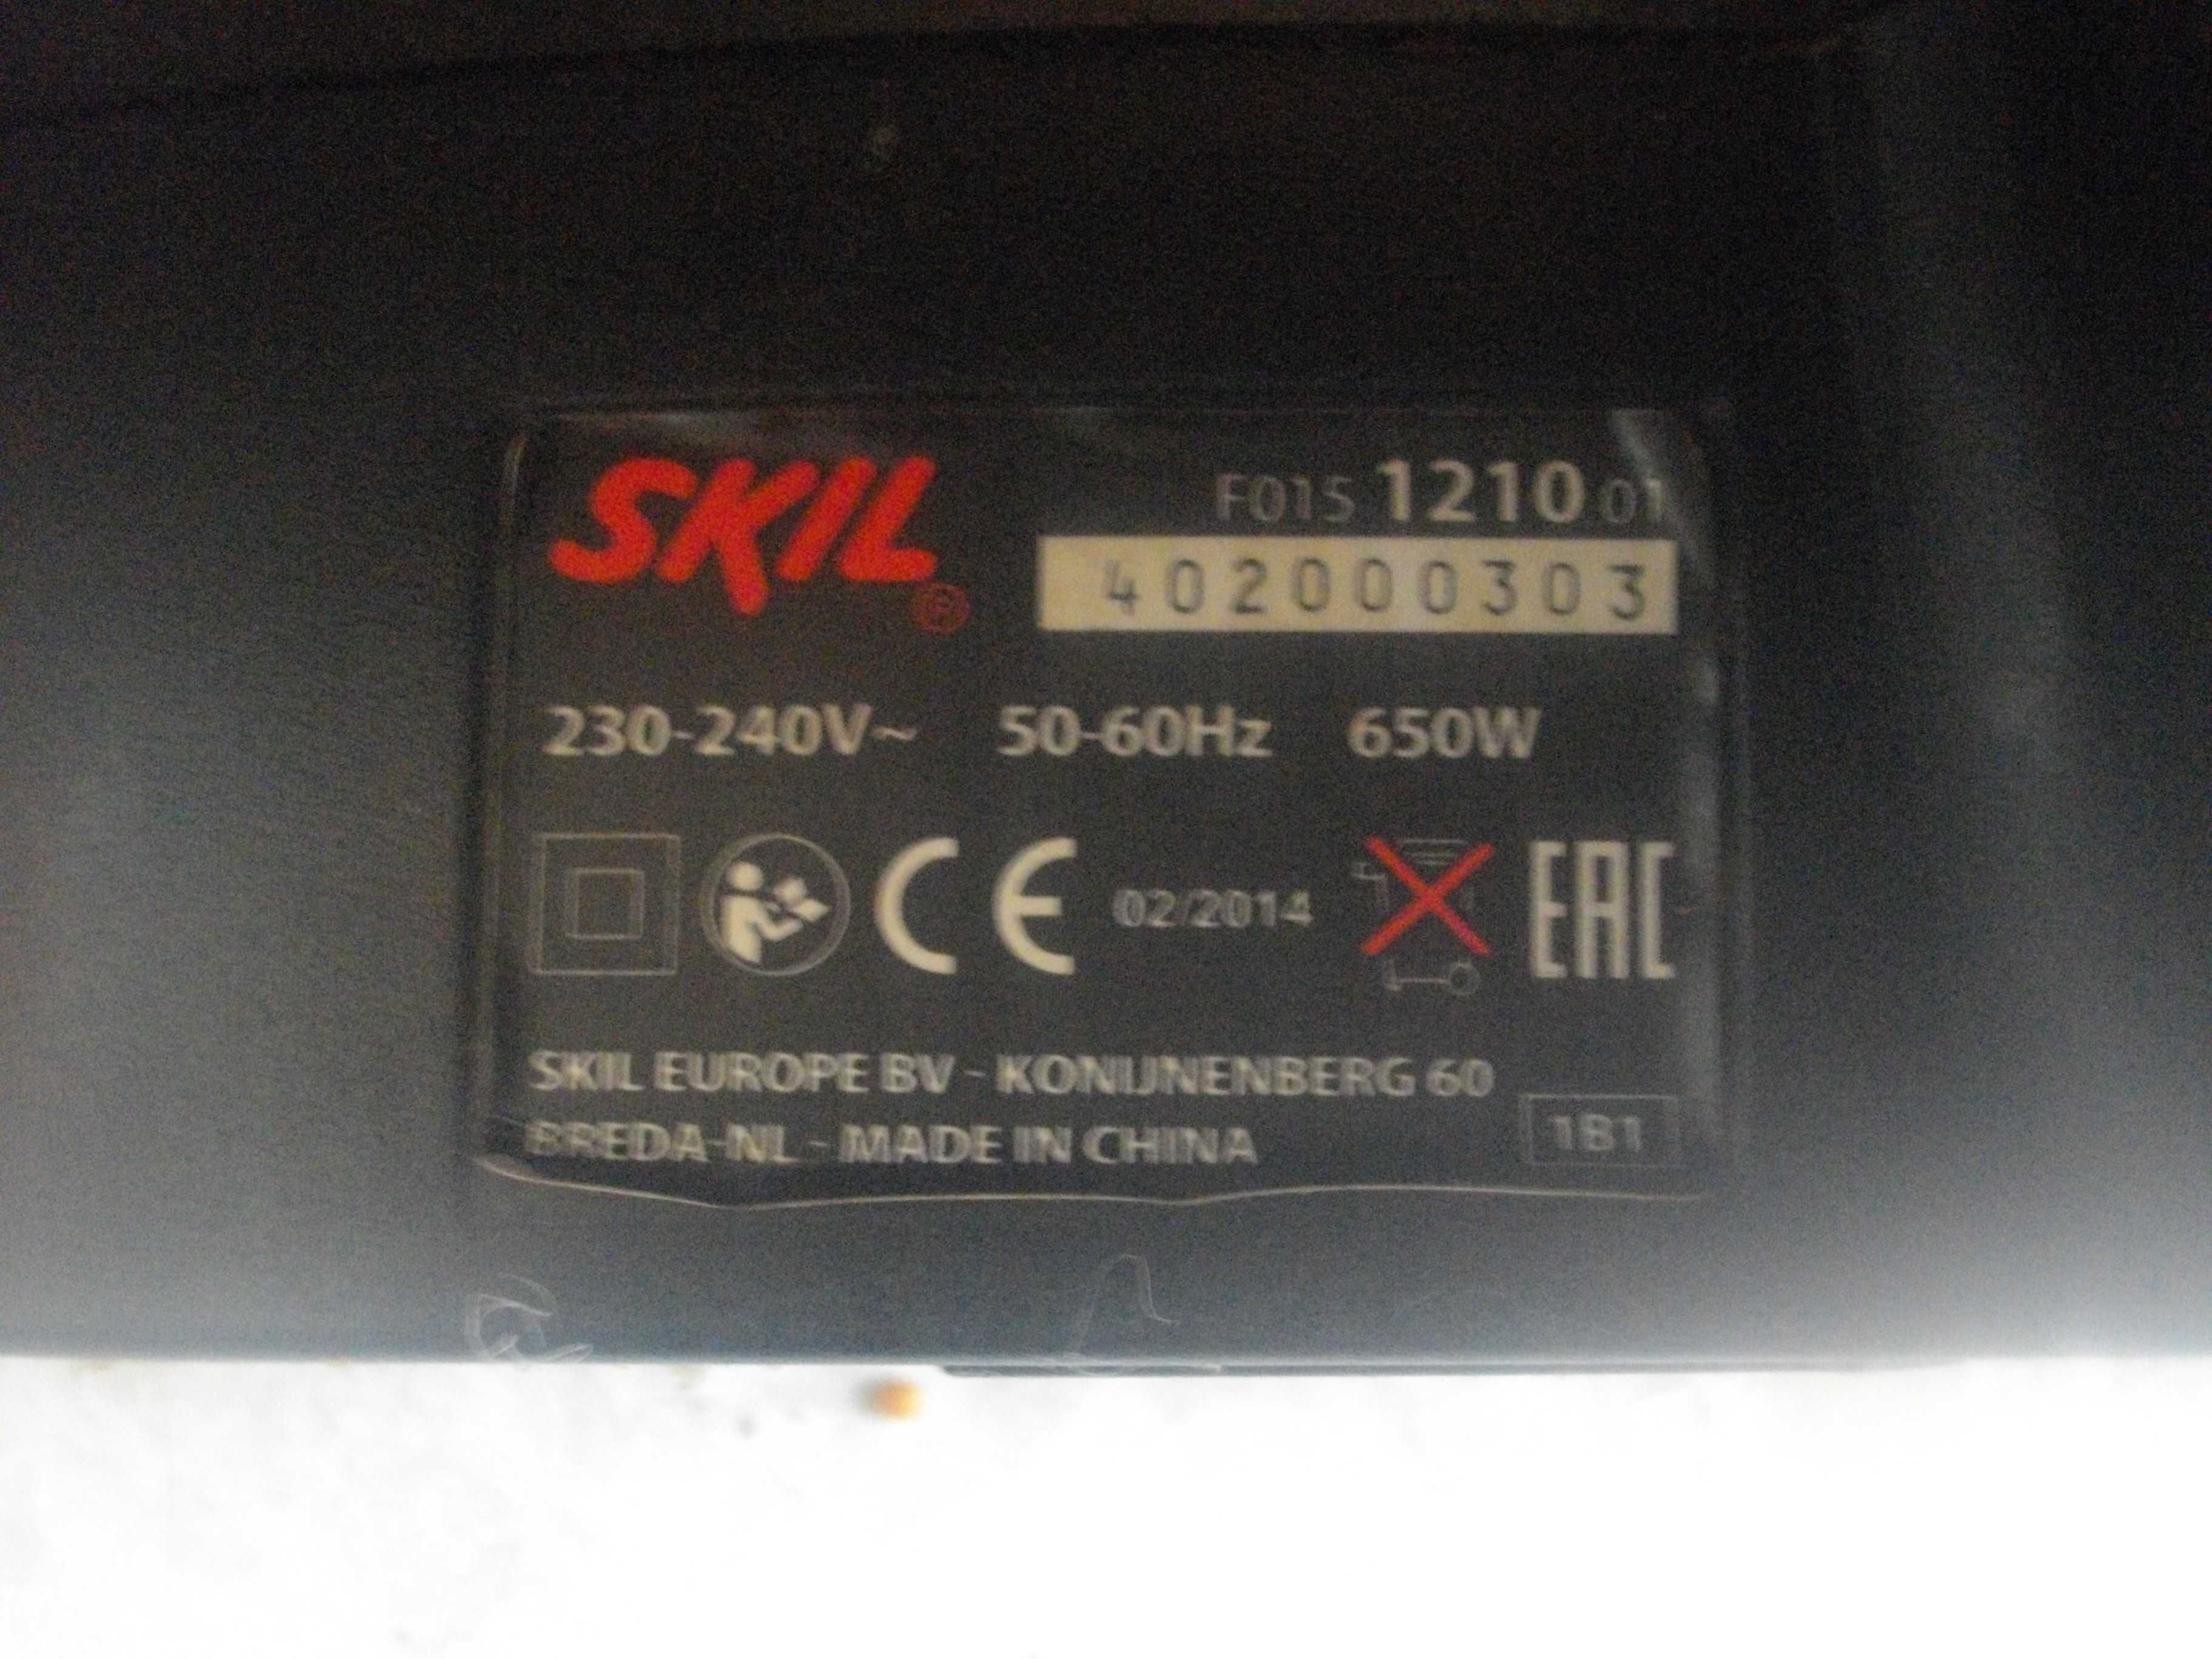 SKIL®
F015 1210 01
402000303
230-240V~ 50-60Hz 650W
CE 02/2014 EAC
SKIL EUROPE BV - KONIJNENBERG 60
BREDA-NL - MADE IN CHINA
1B1